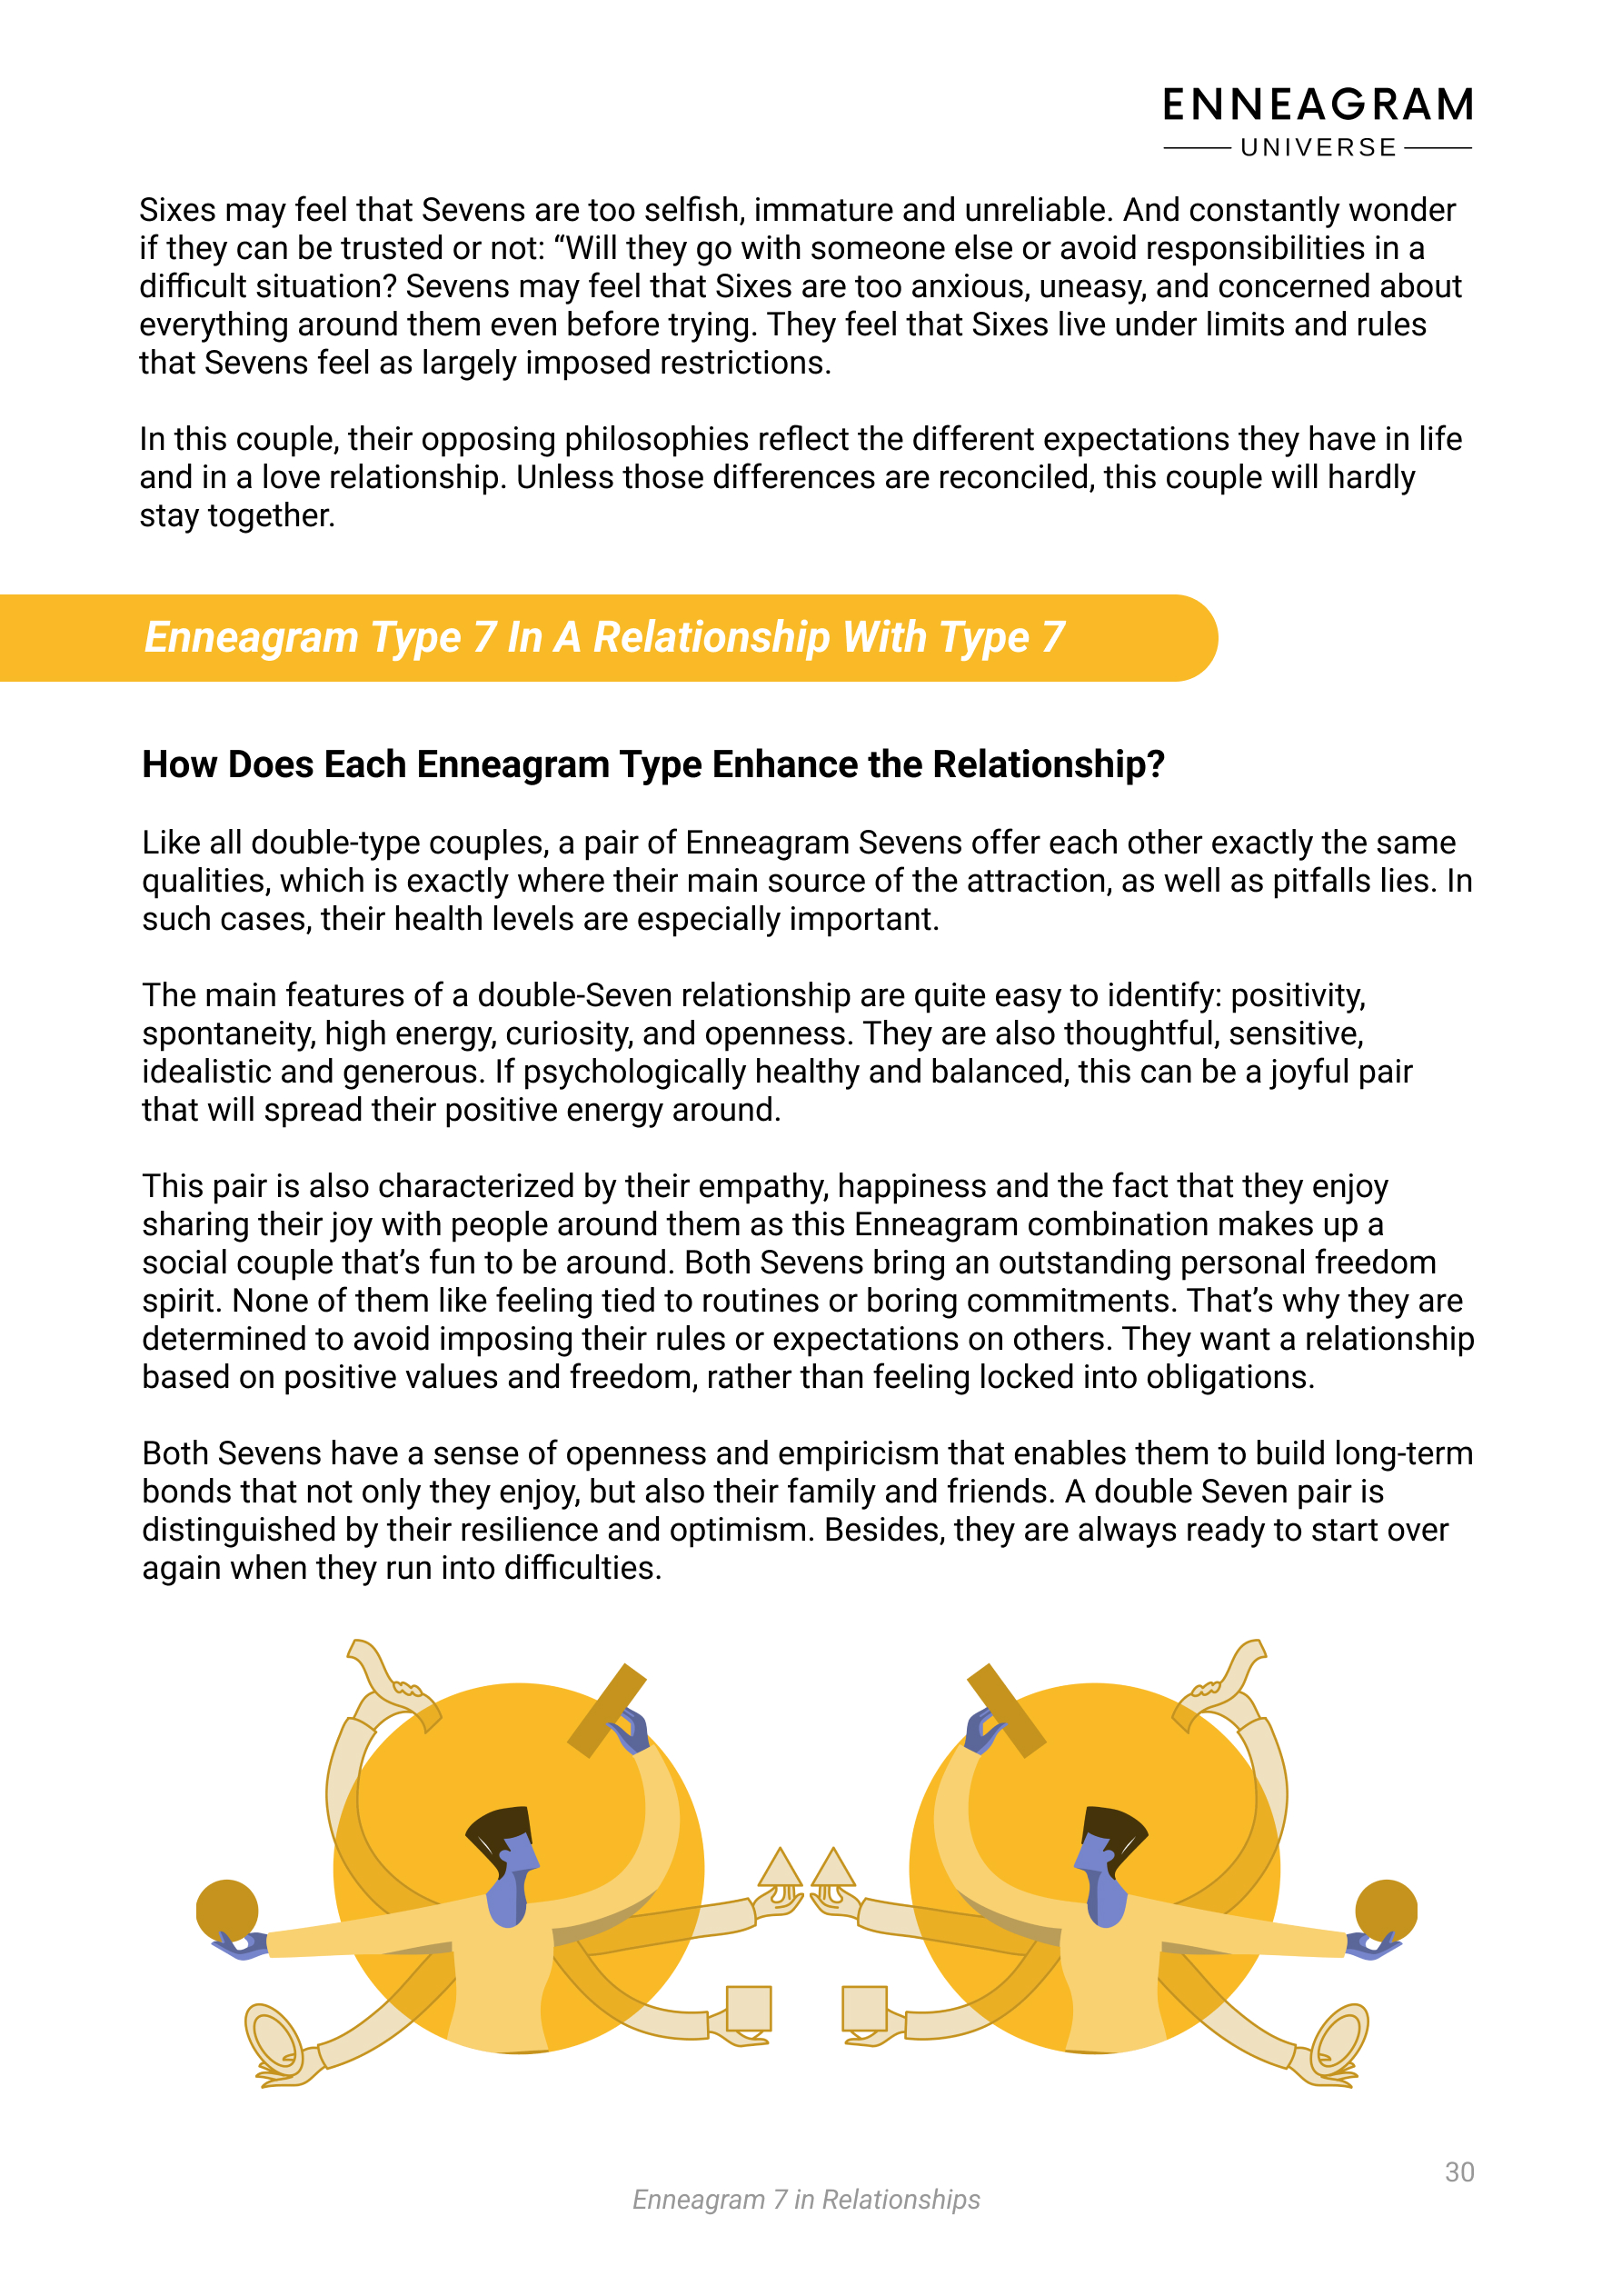 ENNEAGRAM
UNIVERSE
Sixes may feel that Sevens are too selfish, immature and unreliable. And constantly wonder
if they can be trusted or not: “Will they go with someone else or avoid responsibilities in a
difficult situation? Sevens may feel that Sixes are too anxious, uneasy, and concerned about
everything around them even before trying. They feel that Sixes live under limits and rules
that Sevens feel as largely imposed restrictions.
In this couple, their opposing philosophies reflect the different expectations they have in life
and in a love relationship. Unless those differences are reconciled, this couple will hardly
stay together.
Enneagram Type 7 In A Relationship With Type 7
How Does Each Enneagram Type Enhance the Relationship?
Like all double-type couples, a pair of Enneagram Sevens offer each other exactly the same
qualities, which is exactly where their main source of the attraction, as well as pitfalls lies. In
such cases, their health levels are especially important.
The main features of a double-Seven relationship are quite easy to identify: positivity,
spontaneity, high energy, curiosity, and openness. They are also thoughtful, sensitive,
idealistic and generous. If psychologically healthy and balanced, this can be a joyful pair
that will spread their positive energy around.
This pair is also characterized by their empathy, happiness and the fact that they enjoy
sharing their joy with people around them as this Enneagram combination makes up a
social couple that’s fun to be around. Both Sevens bring an outstanding personal freedom
spirit. None of them like feeling tied to routines or boring commitments. That’s why they are
determined to avoid imposing their rules or expectations on others. They want a relationship
based on positive values and freedom, rather than feeling locked into obligations.
Both Sevens have a sense of openness and empiricism that enables them to build long-term
bonds that not only they enjoy, but also their family and friends. A double Seven pair is
distinguished by their resilience and optimism. Besides, they are always ready to start over
again when they run into difficulties.
30
Enneagram 7 in Relationships